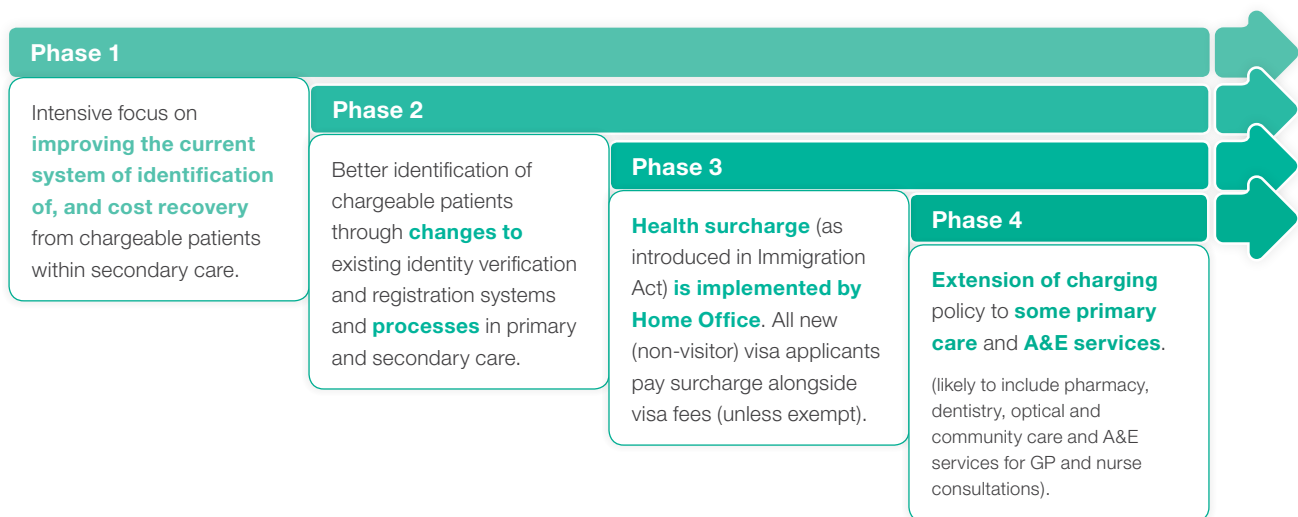 Phase 1
Intensive focus on
improving the current
system of identification
of, and cost recovery
from chargeable patients
within secondary care.
Phase 2
Better identification of
chargeable patients
through changes to
existing identity verification
and registration systems
and processes in primary
and secondary care.
Phase 3
Health surcharge (as
introduced in Immigration
Act) is implemented by
Home Office. All new
(non-visitor) visa applicants
pay surcharge alongside
visa fees (unless exempt).
Phase 4
Extension of charging
policy to some primary
care and A&E services.
(likely to include pharmacy,
dentistry, optical and
community care and A&E
services for GP and nurse
consultations).